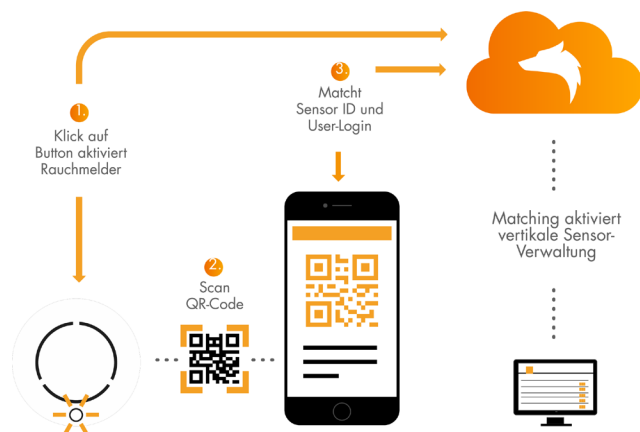 1.
Klick auf
Button aktiviert
Rauchmelder
2.
Scan
QR-Code
3.
Matcht
Sensor ID und
User-Login
Matching aktiviert
vertikale Sensor-
Verwaltung